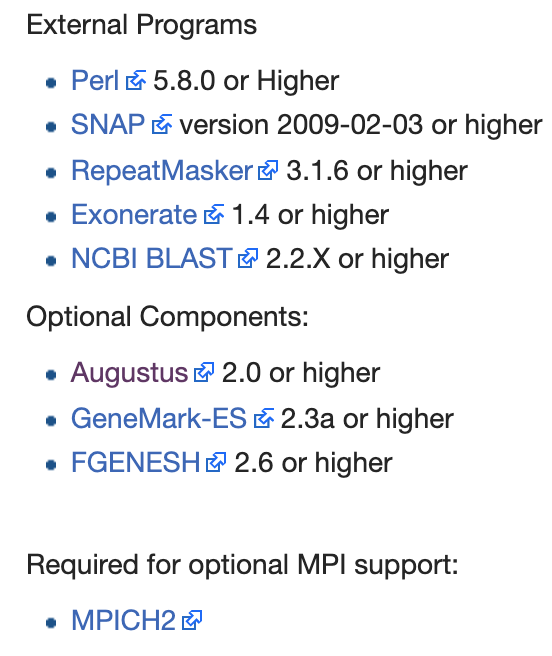 External Programs
Perl 5.8.0 or Higher
SNAP version 2009-02-03 or higher
RepeatMasker 3.1.6 or higher
Exonerate 1.4 or higher
NCBI BLAST 2.2.X or higher
Optional Components:
Augustus 2.0 or higher
GeneMark-ES 2.3a or higher
FGENESH 2.6 or higher
Required for optional MPI support:
MPICH2